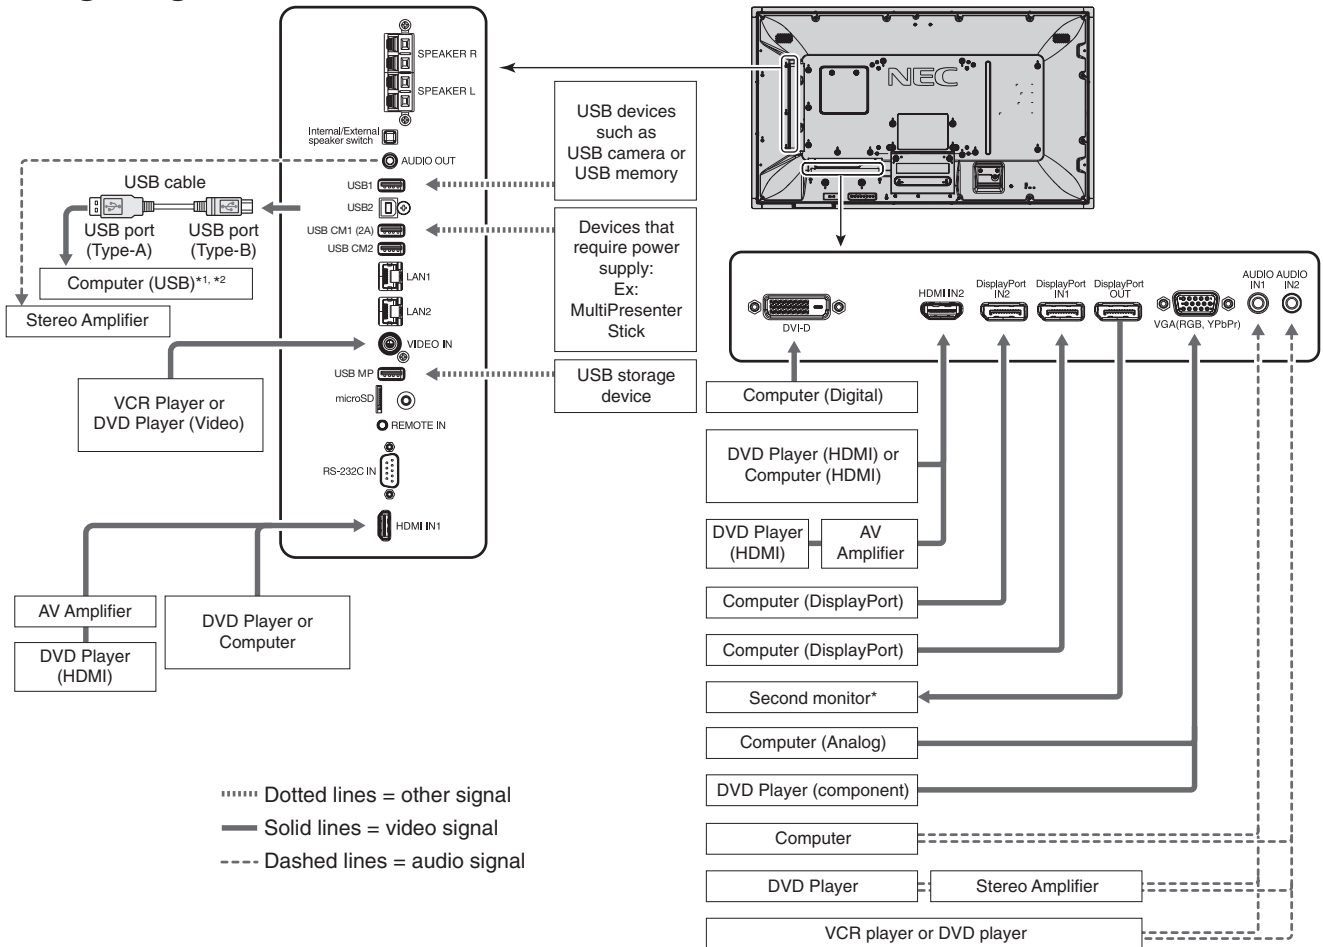 SPEAKER R
SPEAKER L
Internal/External
speaker switch
AUDIO OUT
USB1
USB2
USB CM1 (2A)
USB CM2
LAN1
LAN2
VIDEO IN
USB MP
microSD
REMOTE IN
RS-232C IN
HDMI IN1
USB cable
USB port
(Type-A)
USB port
(Type-B)
Computer (USB)*1, *2
Stereo Amplifier
VCR Player or
DVD Player (Video)
AV Amplifier
DVD Player
(HDMI)
DVD Player or
Computer
USB devices
such as
USB camera or
USB memory
Devices that
require power
supply:
Ex:
MultiPresenter
Stick
USB storage
device
NEC
DVI-D
HDMI IN2
DisplayPort
IN2
DisplayPort
IN1
DisplayPort
OUT
VGA(RGB, YPbPr)
AUDIO
IN1
AUDIO
IN2
Computer (Digital)
DVD Player (HDMI) or
Computer (HDMI)
DVD Player
(HDMI)
AV
Amplifier
Computer (DisplayPort)
Computer (DisplayPort)
Second monitor*
Computer (Analog)
DVD Player (component)
Computer
DVD Player
Stereo Amplifier
VCR player or DVD player
Dotted lines = other signal
Solid lines = video signal
Dashed lines = audio signal